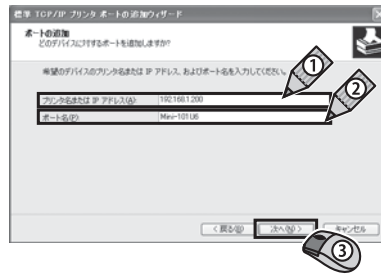 標準 TCP/IP プリンタ ポートの追加ウィザード
ポートの追加
どのデバイスに対するポートを追加しますか?
希望のデバイスのプリンタ名または IP アドレス、およびポート名を入力してください。
①
②
プリンタ名または IP アドレス(A): 192.168.1.200
ポート名(P): Mini-101U6
< 戻る(B) 次へ(N) > キャンセル
③